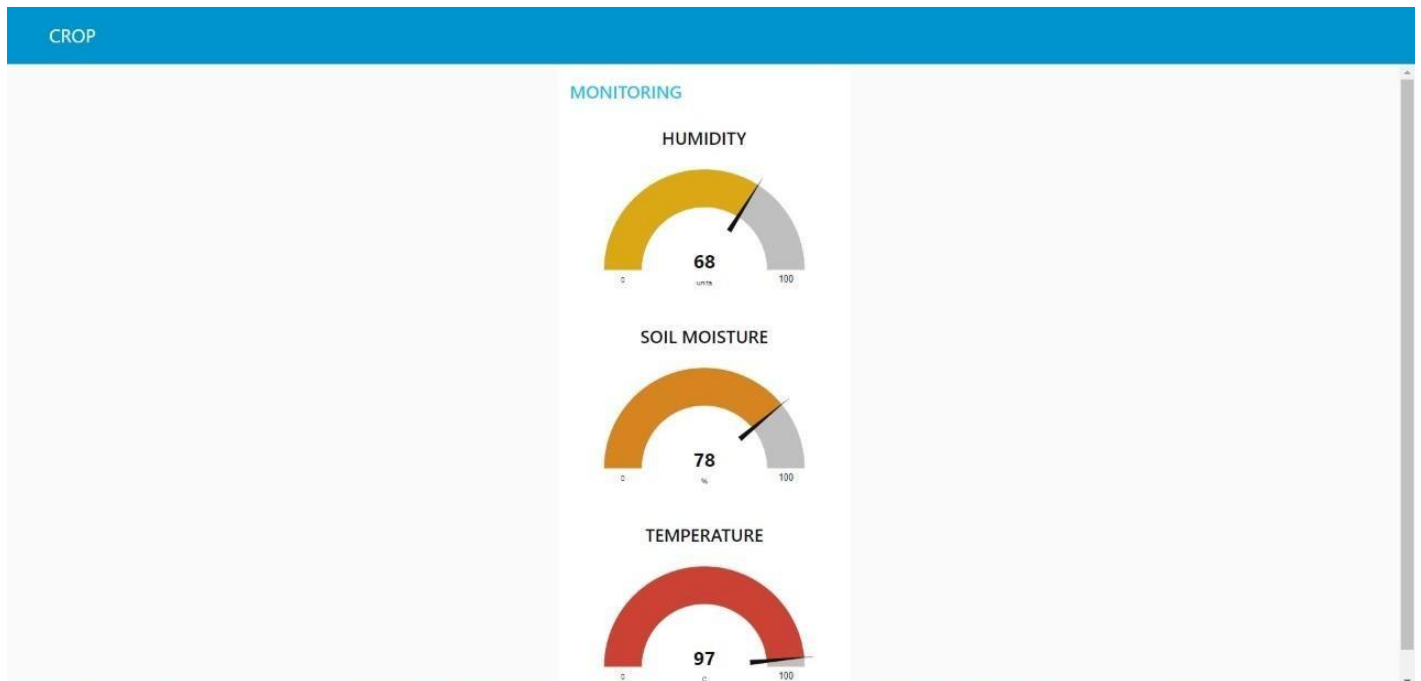 CROP
MONITORING
HUMIDITY
68
0 100
units
SOIL MOISTURE
78
0 100
%
TEMPERATURE
97
0 100
C